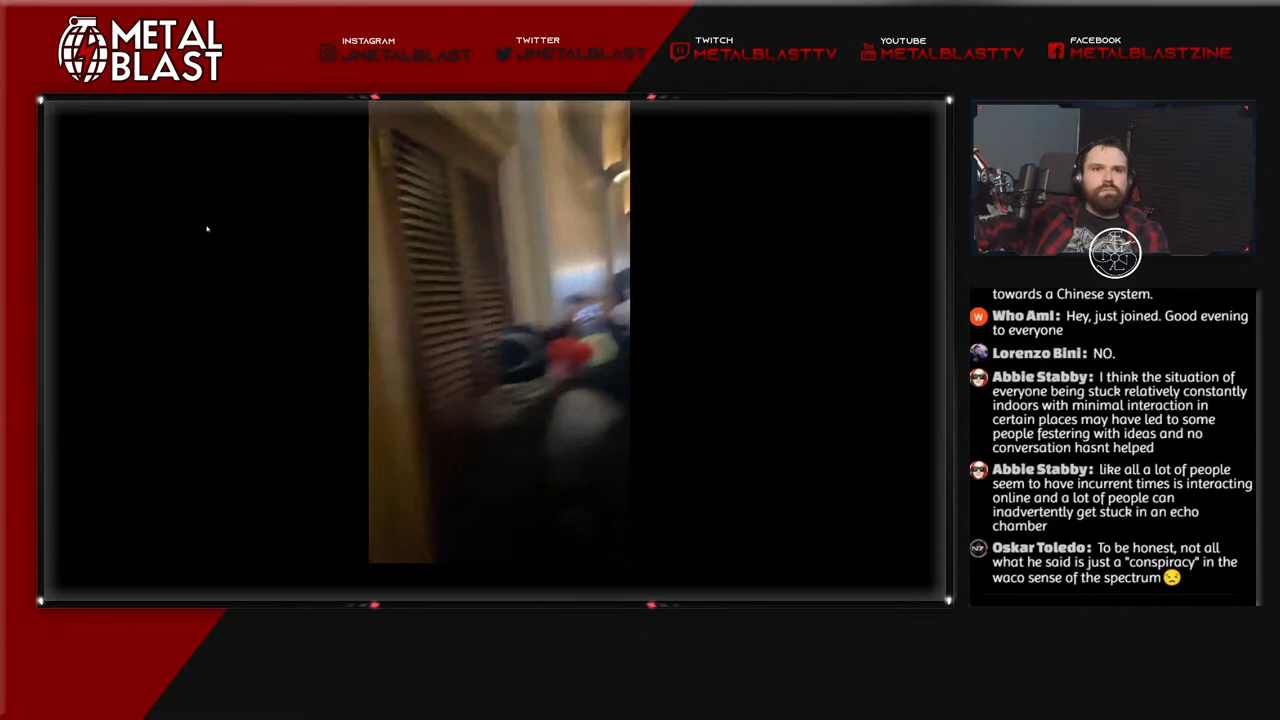 METAL
BLAST
INSTAGRAM
JMETALBLAST
TWITTER
JMETALBLAST
TWITCH
METALBLASTTV
YOUTUBE
METALBLASTTV
FACEBOOK
METALBLASTZINE
towards a Chinese system.
Who AmI: Hey, just joined. Good evening
to everyone
Lorenzo Bini: NO.
Abbie Stabby: I think the situation of
everyone being stuck relatively constantly
indoors with minimal interaction in
certain places may have led to some
people festering with ideas and no
conversation hasnt helped
Abbie Stabby: like all a lot of people
seem to have incurrent times is interacting
online and a lot of people can
inadvertently get stuck in an echo
chamber
Oskar Toledo: To be honest, not all
what he said is just a "conspiracy" in the
waco sense of the spectrum😒